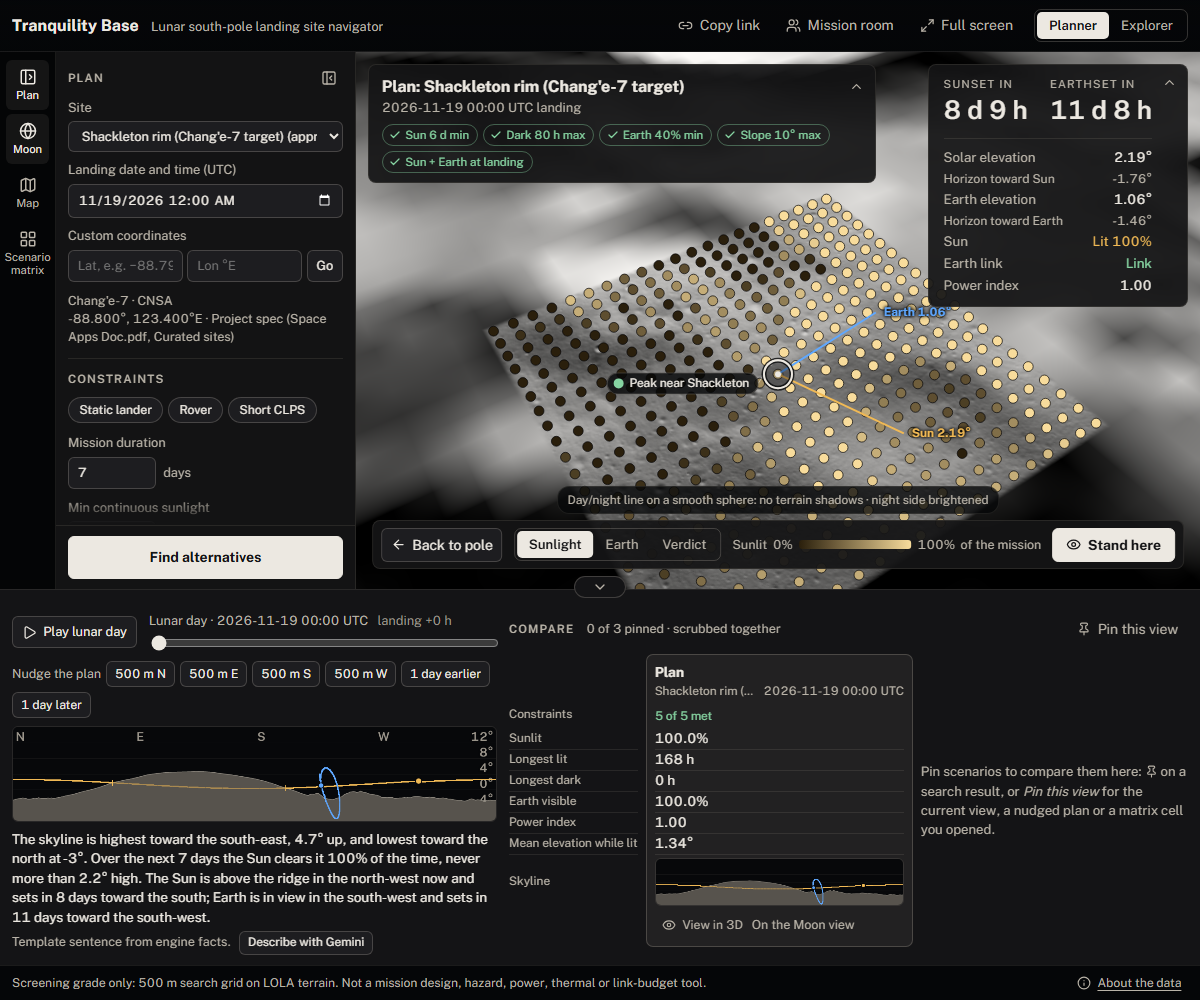 Tranquility Base Lunar south-pole landing site navigator
Copy link Mission room Full screen Planner Explorer
Plan
Moon
Map
Scenario
matrix
PLAN
Site
Shackleton rim (Chang'e-7 target) (appr
Landing date and time (UTC)
11/19/2026 12:00 AM
Custom coordinates
Lat, e.g. −88.79 Lon °E Go
Chang'e-7 · CNSA
-88.800°, 123.400°E · Project spec (Space
Apps Doc.pdf, Curated sites)
CONSTRAINTS
Static lander Rover Short CLPS
Mission duration
7 days
Min continuous sunlight
Find alternatives
Plan: Shackleton rim (Chang'e-7 target)
2026-11-19 00:00 UTC landing
Sun 6 d min Dark 80 h max Earth 40% min Slope 10° max
Sun + Earth at landing
SUNSET IN EARTHSET IN
8 d 9 h 11 d 8 h
Solar elevation 2.19°
Horizon toward Sun -1.76°
Earth elevation 1.06°
Horizon toward Earth -1.46°
Sun Lit 100%
Earth link Link
Power index 1.00
Earth 1.06°
Peak near Shackleton
Sun 2.19°
Day/night line on a smooth sphere: no terrain shadows · night side brightened
Back to pole Sunlight Earth Verdict Sunlit 0% 100% of the mission Stand here
Play lunar day Lunar day · 2026-11-19 00:00 UTC landing +0 h
Nudge the plan 500 m N 500 m E 500 m S 500 m W 1 day earlier
1 day later
N E S W 12°
8°
4°
0°
4°
The skyline is highest toward the south-east, 4.7° up, and lowest toward the
north at -3°. Over the next 7 days the Sun clears it 100% of the time, never
more than 2.2° high. The Sun is above the ridge in the north-west now and
sets in 8 days toward the south; Earth is in view in the south-west and sets in
11 days toward the south-west.
Template sentence from engine facts. Describe with Gemini
COMPARE 0 of 3 pinned · scrubbed together Pin this view
Plan
Shackleton rim (... 2026-11-19 00:00 UTC
Constraints 5 of 5 met
Sunlit 100.0%
Longest lit 168 h
Longest dark 0 h
Earth visible 100.0%
Power index 1.00
Mean elevation while lit 1.34°
Skyline
View in 3D On the Moon view
Pin scenarios to compare them here: on a
search result, or Pin this view for the
current view, a nudged plan or a matrix cell
you opened.
Screening grade only: 500 m search grid on LOLA terrain. Not a mission design, hazard, power, thermal or link-budget tool. About the data